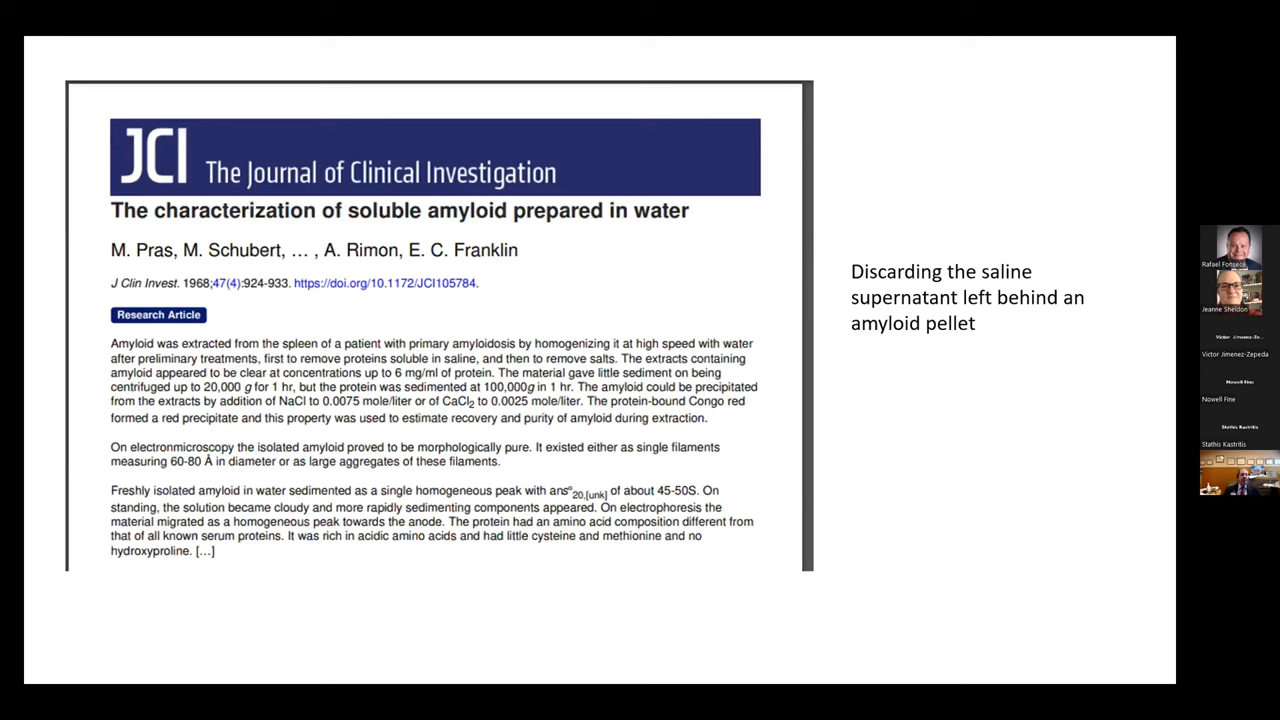 JCI The Journal of Clinical Investigation
The characterization of soluble amyloid prepared in water
M. Pras, M. Schubert, … , A. Rimon, E. C. Franklin
J Clin Invest. 1968;47(4):924-933. https://doi.org/10.1172/JCI105784.
Research Article
Amyloid was extracted from the spleen of a patient with primary amyloidosis by homogenizing it at high speed with water
after preliminary treatments, first to remove proteins soluble in saline, and then to remove salts. The extracts containing
amyloid appeared to be clear at concentrations up to 6 mg/ml of protein. The material gave little sediment on being
centrifuged up to 20,000 g for 1 hr, but the protein was sedimented at 100,000g in 1 hr. The amyloid could be precipitated
from the extracts by addition of NaCl to 0.0075 mole/liter or of CaCl2 to 0.0025 mole/liter. The protein-bound Congo red
formed a red precipitate and this property was used to estimate recovery and purity of amyloid during extraction.
On electronmicroscopy the isolated amyloid proved to be morphologically pure. It existed either as single filaments
measuring 60-80 Å in diameter or as large aggregates of these filaments.
Freshly isolated amyloid in water sedimented as a single homogeneous peak with ans°20,[unk] of about 45-50S. On
standing, the solution became cloudy and more rapidly sedimenting components appeared. On electrophoresis the
material migrated as a homogeneous peak towards the anode. The protein had an amino acid composition different from
that of all known serum proteins. It was rich in acidic amino acids and had little cysteine and methionine and no
hydroxyproline. […]
Discarding the saline
supernatant left behind an
amyloid pellet
Rafael Fonseca
Jeanne Sheldon
Victor Jimenez-Ze...
Victor Jimenez-Zepeda
Nowell Fine
Nowell Fine
Stathis Kastritis
Stathis Kastritis